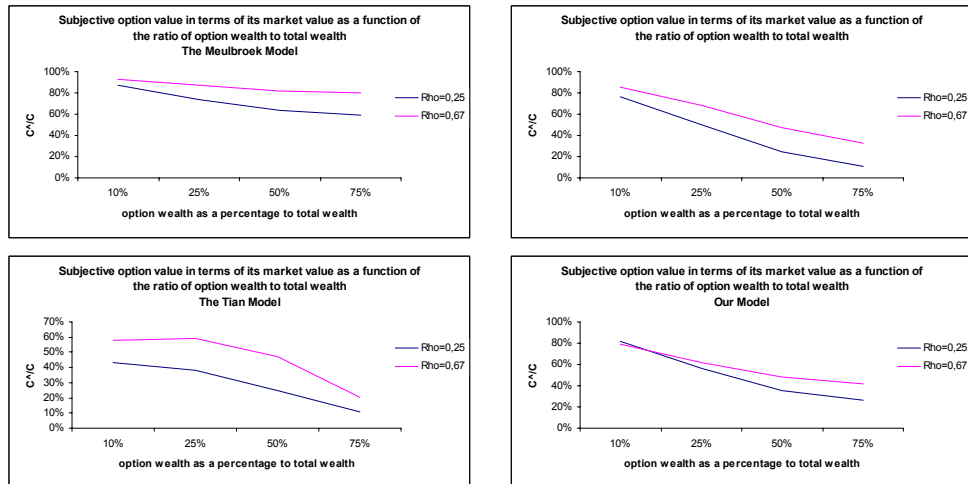 Subjective option value in terms of its market value as a function of
the ratio of option wealth to total wealth
The Meulbroek Model
100%
80%
60%
40%
20%
0%
C^/C
10%
25%
50%
75%
option wealth as a percentage to total wealth
Rho=0,25
Rho=0,67
Subjective option value in terms of its market value as a function of
the ratio of option wealth to total wealth
100%
80%
60%
40%
20%
0%
C^/C
10%
25%
50%
75%
option wealth as a percentage to total wealth
Rho=0,25
Rho=0,67
Subjective option value in terms of its market value as a function of
the ratio of option wealth to total wealth
The Tian Model
70%
60%
50%
40%
30%
20%
10%
0%
C^/C
10%
25%
50%
75%
option wealth as a percentage to total wealth
Rho=0,25
Rho=0,67
Subjective option value in terms of its market value as a function of
the ratio of option wealth to total wealth
Our Model
100%
80%
60%
40%
20%
0%
C^/C
10%
25%
50%
75%
option wealth as a percentage to total wealth
Rho=0,25
Rho=0,67